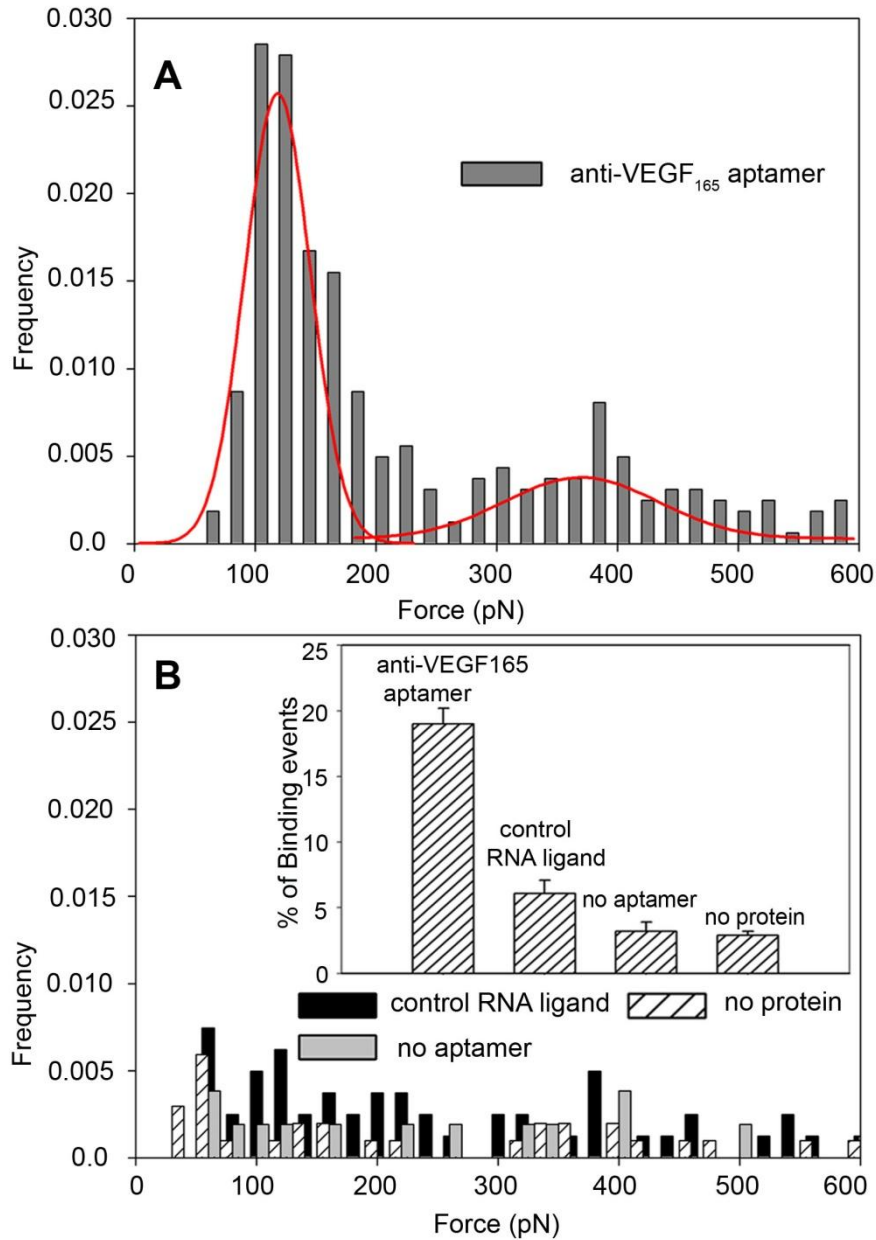 A
0.030
0.025
0.020
0.015
0.010
0.005
0.0
Frequency
anti-VEGF₁₆₅ aptamer
0 100 200 300 400 500 600
Force (pN)
B
0.030
0.025
0.020
0.015
0.010
0.005
0.0
Frequency
25
20
15
10
5
0
% of Binding events
anti-VEGF165
aptamer
control
RNA ligand
no aptamer
no protein
control RNA ligand no protein
no aptamer
0 100 200 300 400 500 600
Force (pN)